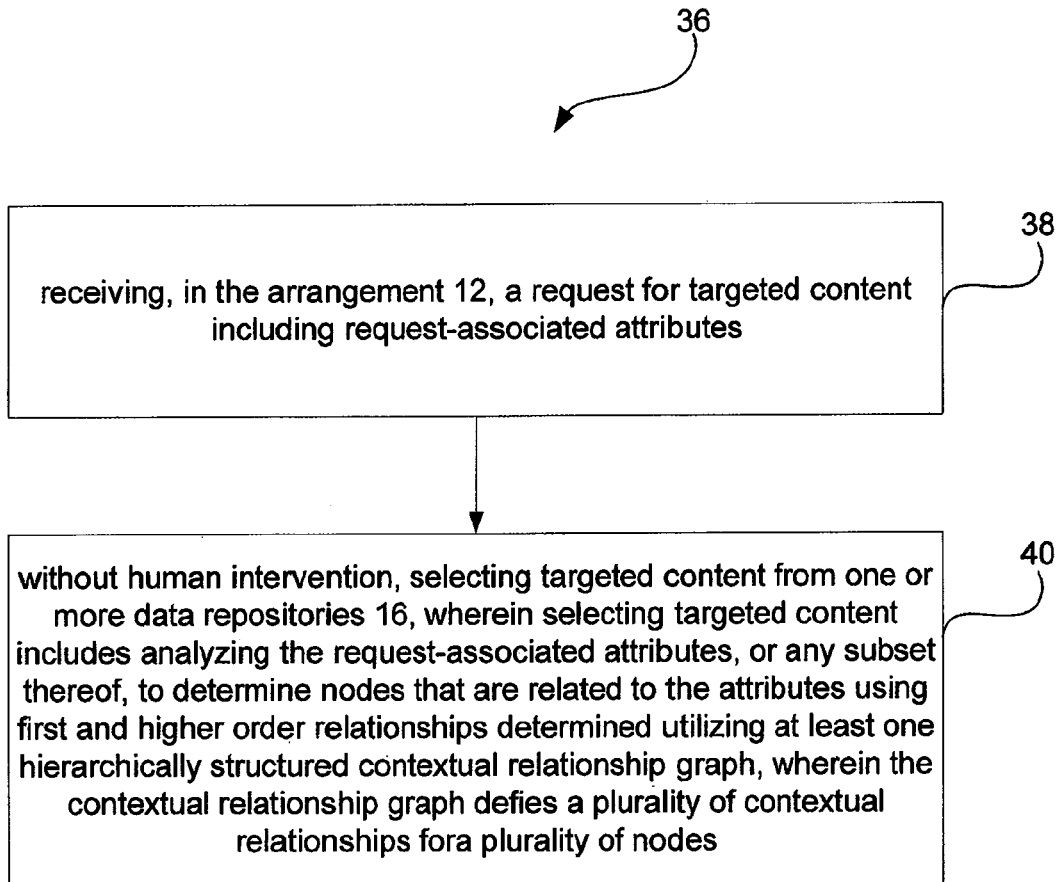 36
38
receiving, in the arrangement 12, a request for targeted content
including request-associated attributes
40
without human intervention, selecting targeted content from one or
more data repositories 16, wherein selecting targeted content
includes analyzing the request-associated attributes, or any subset
thereof, to determine nodes that are related to the attributes using
first and higher order relationships determined utilizing at least one
hierarchically structured contextual relationship graph, wherein the
contextual relationship graph defies a plurality of contextual
relationships fora plurality of nodes